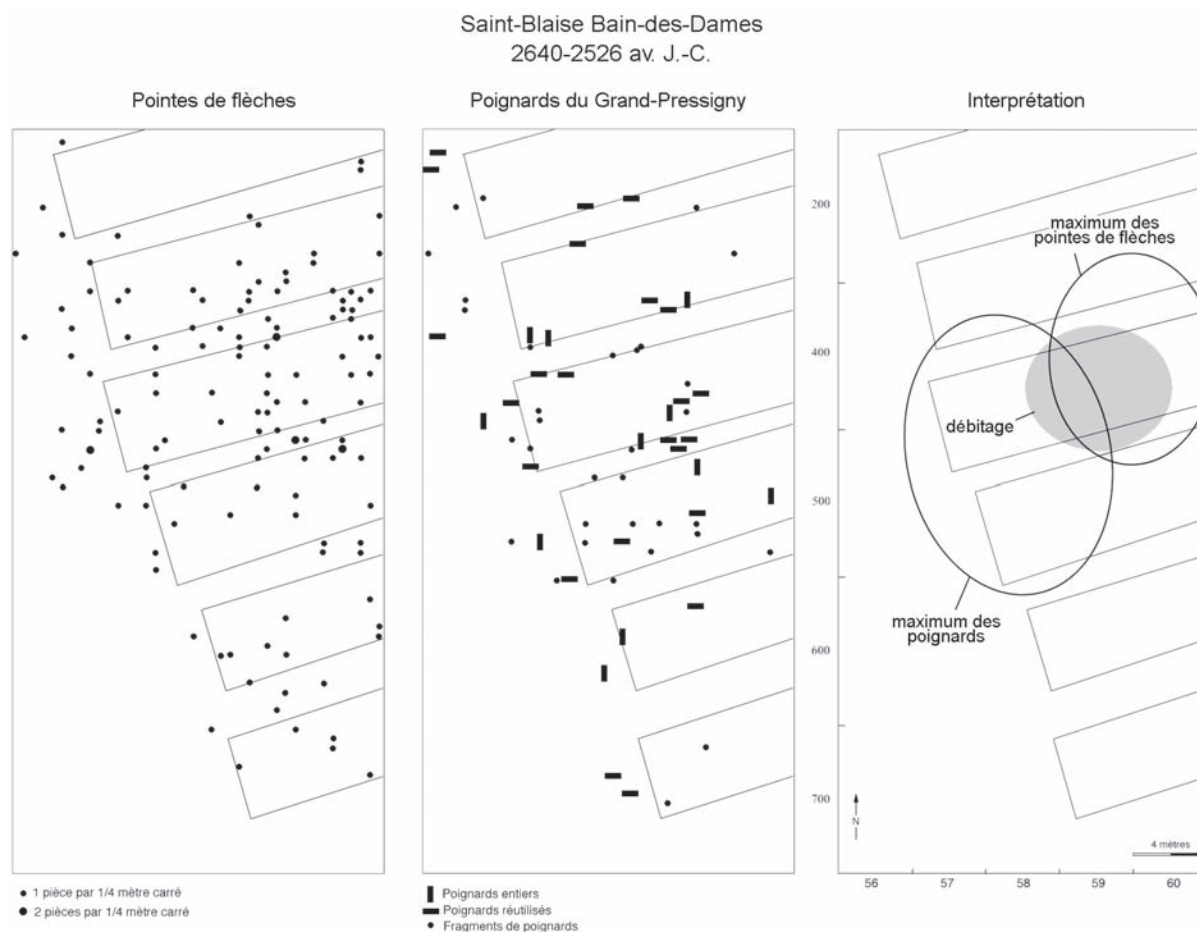 Saint-Blaise Bain-des-Dames
2640-2526 av. J.-C.
Pointes de flèches
Poignards du Grand-Pressigny
Interprétation
200
maximum des
pointes de flèches
400
débitage
500
maximum des
poignards
600
700
N
4 mètres
56 57 58 59 60
1 pièce par 1/4 mètre carré
2 pièces par 1/4 mètre carré
Poignards entiers
Poignards réutilisés
Fragments de poignards